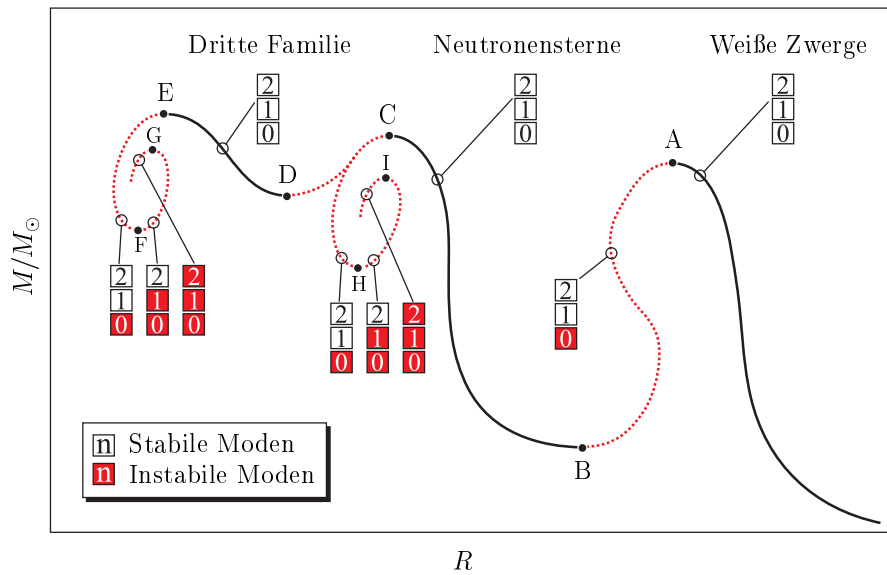 Dritte Familie Neutronensterne Weiße Zwerge
2 2 2
1 1 1
0 0 0
E
C
G
A
I
D
F
H
2 2 2
1 1 1
0 0 0
2
1
0
2 2 2
1 1 1
0 0 0
n Stabile Moden
n Instabile Moden
B
M/M☉
R